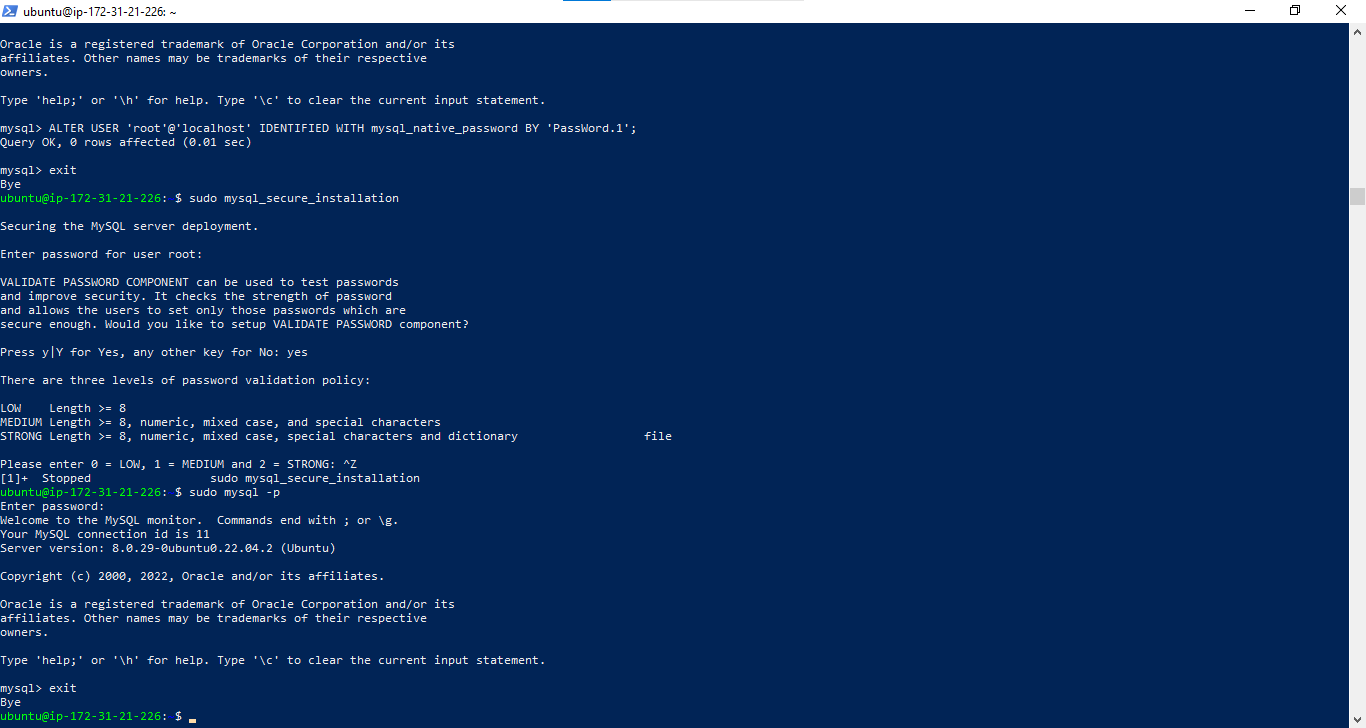 ubuntu@ip-172-31-21-226: ~
Oracle is a registered trademark of Oracle Corporation and/or its
affiliates. Other names may be trademarks of their respective
owners.
Type 'help;' or '\h' for help. Type '\c' to clear the current input statement.
mysql> ALTER USER 'root'@'localhost' IDENTIFIED WITH mysql_native_password BY 'PassWord.1';
Query OK, 0 rows affected (0.01 sec)
mysql> exit
Bye
ubuntu@ip-172-31-21-226: $ sudo mysql_secure_installation
Securing the MySQL server deployment.
Enter password for user root:
VALIDATE PASSWORD COMPONENT can be used to test passwords
and improve security. It checks the strength of password
and allows the users to set only those passwords which are
secure enough. Would you like to setup VALIDATE PASSWORD component?
Press y|Y for Yes, any other key for No: yes
There are three levels of password validation policy:
LOW    Length >= 8
MEDIUM Length >= 8, numeric, mixed case, and special characters
STRONG Length >= 8, numeric, mixed case, special characters and dictionary                  file
Please enter 0 = LOW, 1 = MEDIUM and 2 = STRONG: ^Z
[1]+  Stopped                 sudo mysql_secure_installation
ubuntu@ip-172-31-21-226: $ sudo mysql -p
Enter password:
Welcome to the MySQL monitor.  Commands end with ; or \g.
Your MySQL connection id is 11
Server version: 8.0.29-0ubuntu0.22.04.2 (Ubuntu)
Copyright (c) 2000, 2022, Oracle and/or its affiliates.
Oracle is a registered trademark of Oracle Corporation and/or its
affiliates. Other names may be trademarks of their respective
owners.
Type 'help;' or '\h' for help. Type '\c' to clear the current input statement.
mysql> exit
Bye
ubuntu@ip-172-31-21-226: $